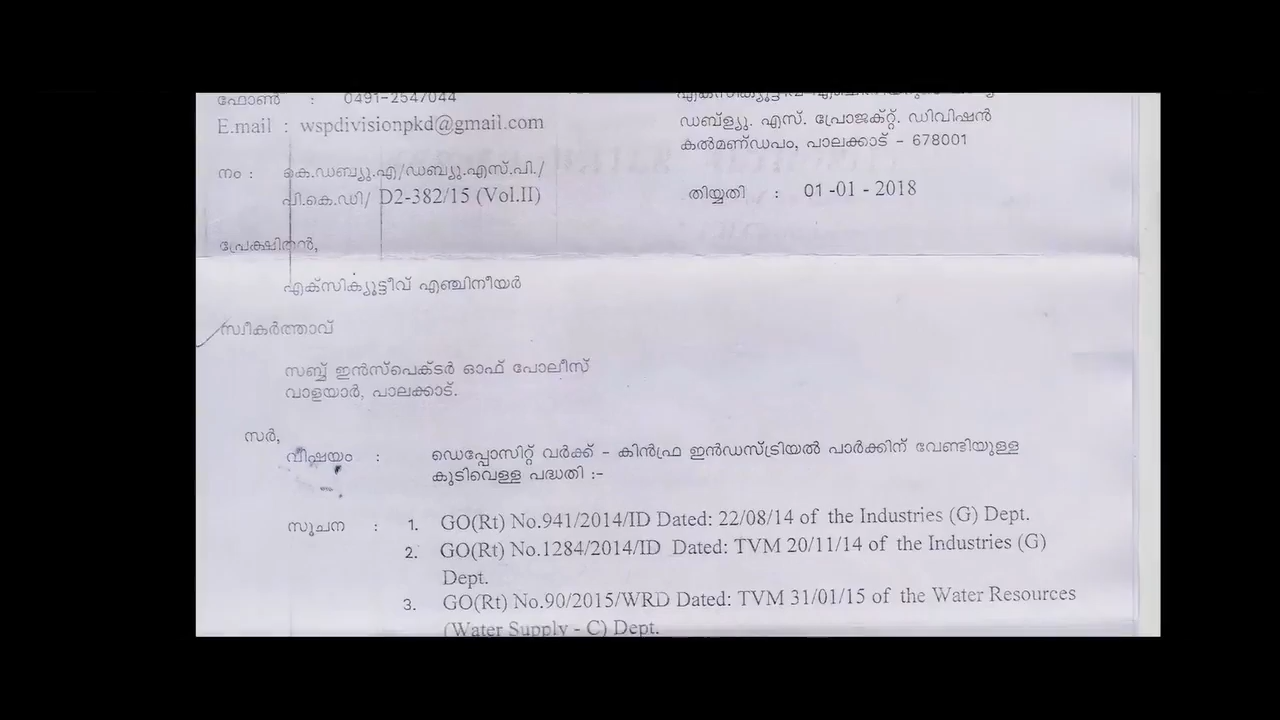 ഫോൺ : 0491-2547044
E.mail : wspdivisionpkd@gmail.com
ഡബ്ള്യു. എസ്. പ്രോജക്റ്റ്. ഡിവിഷൻ
കൽമണ്ഡപം, പാലക്കാട് - 678001
നം : കെ.ഡബ്യു.എ/ഡബ്യു.എസ്.പി./
പി.കെ.ഡി/ D2-382/15 (Vol.II)
തിയ്യതി : 01 -01 - 2018
പ്രേക്ഷിതൻ,
എക്സിക്യൂട്ടീവ് എഞ്ചിനീയർ
സ്വീകർത്താവ്
സബ്ബ് ഇൻസ്പെക്ടർ ഓഫ് പോലീസ്
വാളയാർ, പാലക്കാട്.
സർ,
വീഷയം : ഡെപ്പോസിറ്റ് വർക്ക് - കിൻഫ്ര ഇൻഡസ്ട്രിയൽ പാർക്കിന് വേണ്ടിയുള്ള
കുടിവെള്ള പദ്ധതി :-
സൂചന : 1. GO(Rt) No.941/2014/ID Dated: 22/08/14 of the Industries (G) Dept.
2. GO(Rt) No.1284/2014/ID Dated: TVM 20/11/14 of the Industries (G)
Dept.
3. GO(Rt) No.90/2015/WRD Dated: TVM 31/01/15 of the Water Resources
(Water Supply - C) Dept.